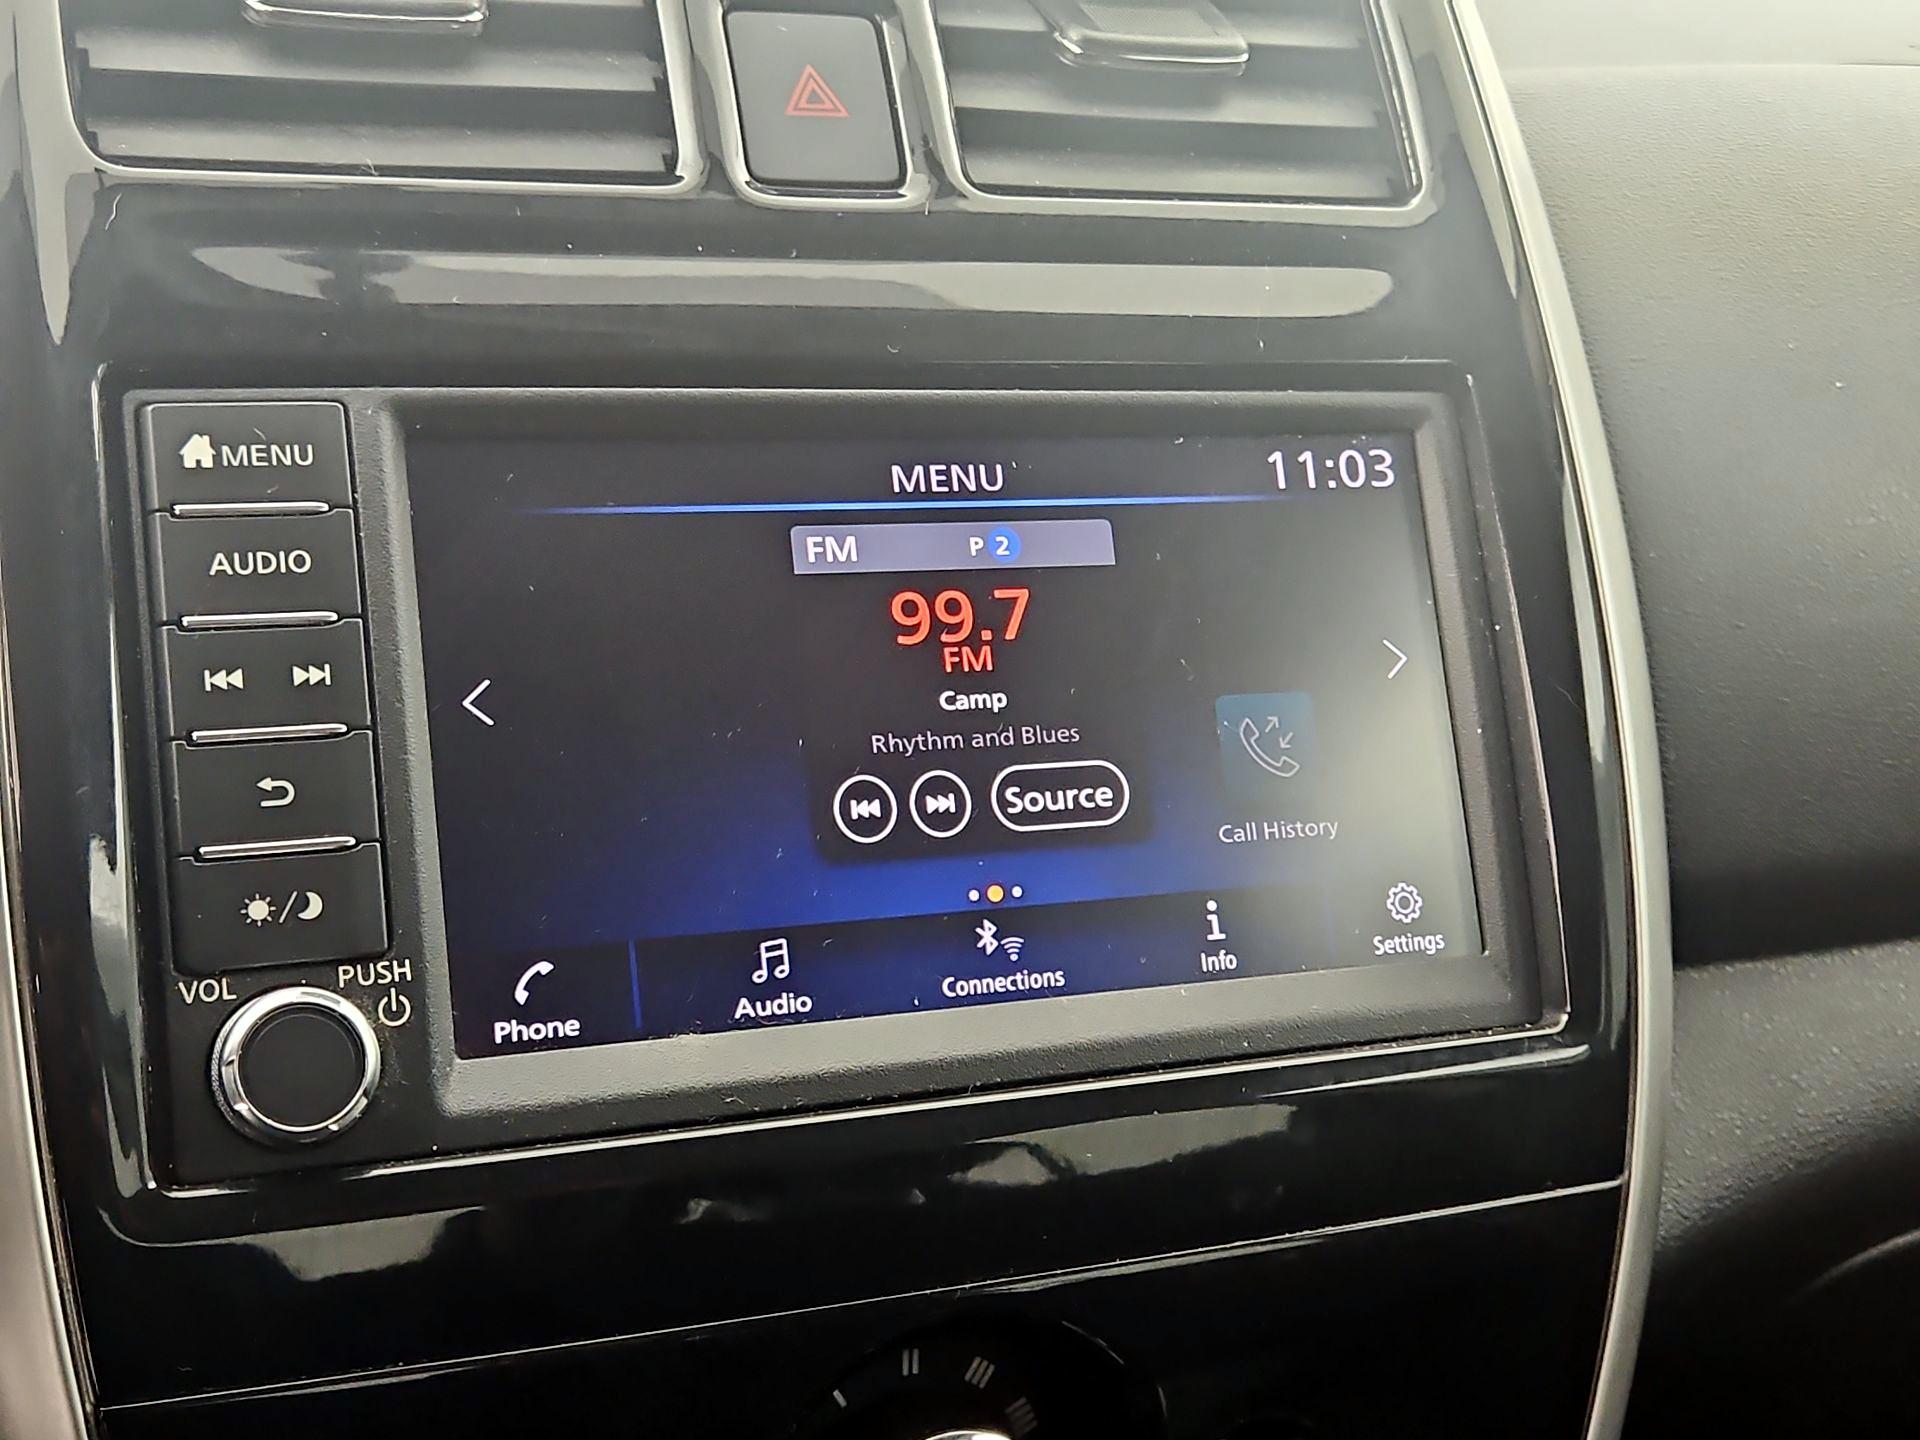 MENU
AUDIO
VOL
PUSH
MENU
11:03
FM P 2
99.7
FM
Camp
Rhythm and Blues
Source
Call History
Phone
Audio
Connections
Info
Settings